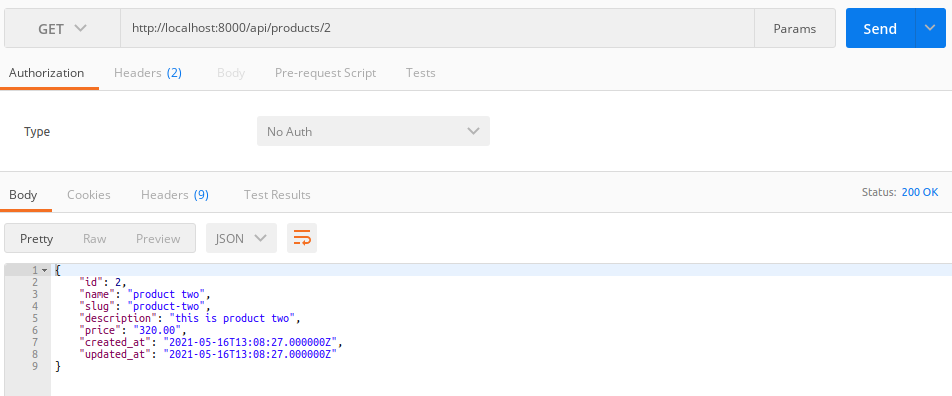 GET http://localhost:8000/api/products/2 Params Send
Authorization Headers (2) Body Pre-request Script Tests
Type No Auth
Body Cookies Headers (9) Test Results Status: 200 OK
Pretty Raw Preview JSON
1 {
2 "id": 2,
3 "name": "product two",
4 "slug": "product-two",
5 "description": "this is product two",
6 "price": "320.00",
7 "created_at": "2021-05-16T13:08:27.000000Z",
8 "updated_at": "2021-05-16T13:08:27.000000Z"
9 }